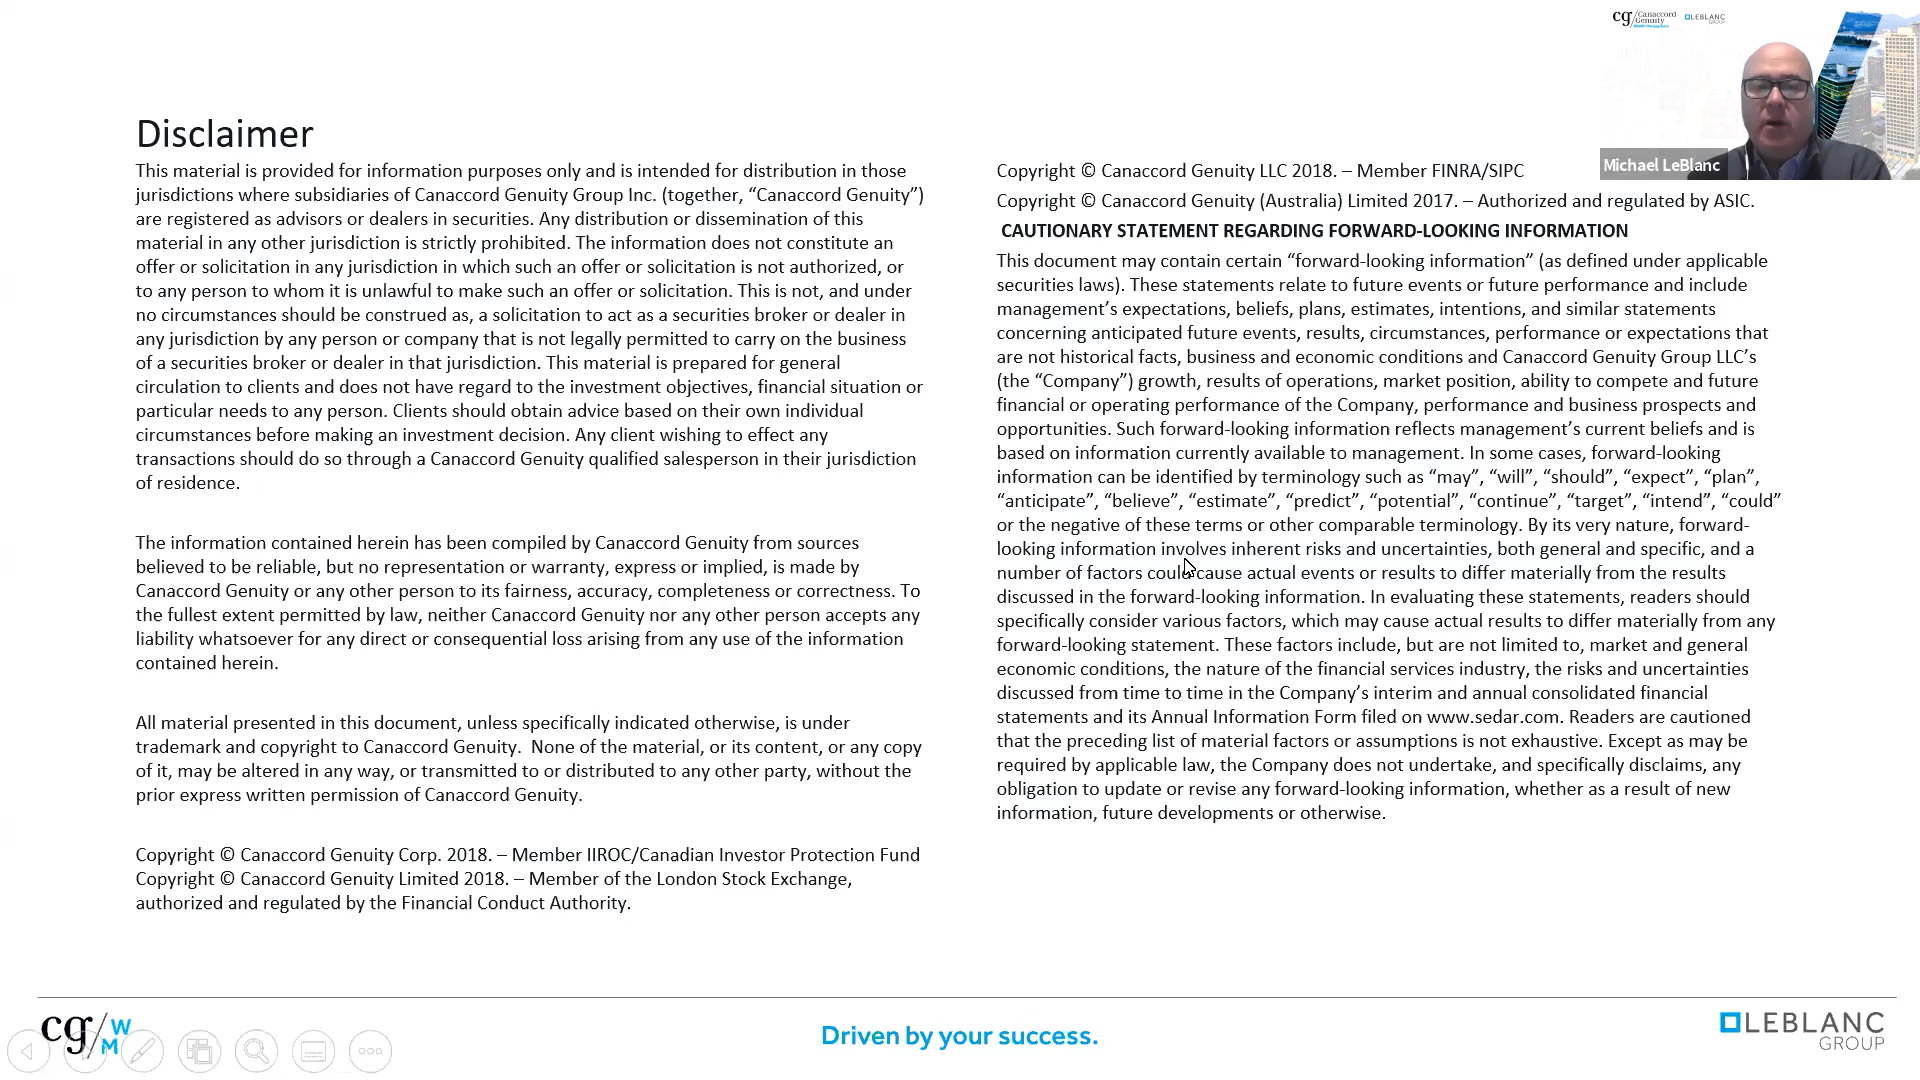 cg/Canaccord Genuity
LEBLANC
GROUP
Michael LeBlanc
Disclaimer
This material is provided for information purposes only and is intended for distribution in those
jurisdictions where subsidiaries of Canaccord Genuity Group Inc. (together, “Canaccord Genuity”)
are registered as advisors or dealers in securities. Any distribution or dissemination of this
material in any other jurisdiction is strictly prohibited. The information does not constitute an
offer or solicitation in any jurisdiction in which such an offer or solicitation is not authorized, or
to any person to whom it is unlawful to make such an offer or solicitation. This is not, and under
no circumstances should be construed as, a solicitation to act as a securities broker or dealer in
any jurisdiction by any person or company that is not legally permitted to carry on the business
of a securities broker or dealer in that jurisdiction. This material is prepared for general
circulation to clients and does not have regard to the investment objectives, financial situation or
particular needs to any person. Clients should obtain advice based on their own individual
circumstances before making an investment decision. Any client wishing to effect any
transactions should do so through a Canaccord Genuity qualified salesperson in their jurisdiction
of residence.
The information contained herein has been compiled by Canaccord Genuity from sources
believed to be reliable, but no representation or warranty, express or implied, is made by
Canaccord Genuity or any other person to its fairness, accuracy, completeness or correctness. To
the fullest extent permitted by law, neither Canaccord Genuity nor any other person accepts any
liability whatsoever for any direct or consequential loss arising from any use of the information
contained herein.
All material presented in this document, unless specifically indicated otherwise, is under
trademark and copyright to Canaccord Genuity.  None of the material, or its content, or any copy
of it, may be altered in any way, or transmitted to or distributed to any other party, without the
prior express written permission of Canaccord Genuity.
Copyright © Canaccord Genuity Corp. 2018. – Member IIROC/Canadian Investor Protection Fund
Copyright © Canaccord Genuity Limited 2018. – Member of the London Stock Exchange,
authorized and regulated by the Financial Conduct Authority.
Copyright © Canaccord Genuity LLC 2018. – Member FINRA/SIPC
Copyright © Canaccord Genuity (Australia) Limited 2017. – Authorized and regulated by ASIC.
CAUTIONARY STATEMENT REGARDING FORWARD-LOOKING INFORMATION
This document may contain certain “forward-looking information” (as defined under applicable
securities laws). These statements relate to future events or future performance and include
management’s expectations, beliefs, plans, estimates, intentions, and similar statements
concerning anticipated future events, results, circumstances, performance or expectations that
are not historical facts, business and economic conditions and Canaccord Genuity Group LLC’s
(the “Company”) growth, results of operations, market position, ability to compete and future
financial or operating performance of the Company, performance and business prospects and
opportunities. Such forward-looking information reflects management’s current beliefs and is
based on information currently available to management. In some cases, forward-looking
information can be identified by terminology such as “may”, “will”, “should”, “expect”, “plan”,
“anticipate”, “believe”, “estimate”, “predict”, “potential”, “continue”, “target”, “intend”, “could”
or the negative of these terms or other comparable terminology. By its very nature, forward-
looking information involves inherent risks and uncertainties, both general and specific, and a
number of factors could cause actual events or results to differ materially from the results
discussed in the forward-looking information. In evaluating these statements, readers should
specifically consider various factors, which may cause actual results to differ materially from any
forward-looking statement. These factors include, but are not limited to, market and general
economic conditions, the nature of the financial services industry, the risks and uncertainties
discussed from time to time in the Company’s interim and annual consolidated financial
statements and its Annual Information Form filed on www.sedar.com. Readers are cautioned
that the preceding list of material factors or assumptions is not exhaustive. Except as may be
required by applicable law, the Company does not undertake, and specifically disclaims, any
obligation to update or revise any forward-looking information, whether as a result of new
information, future developments or otherwise.
cg/WM
Driven by your success.
LEBLANC
GROUP